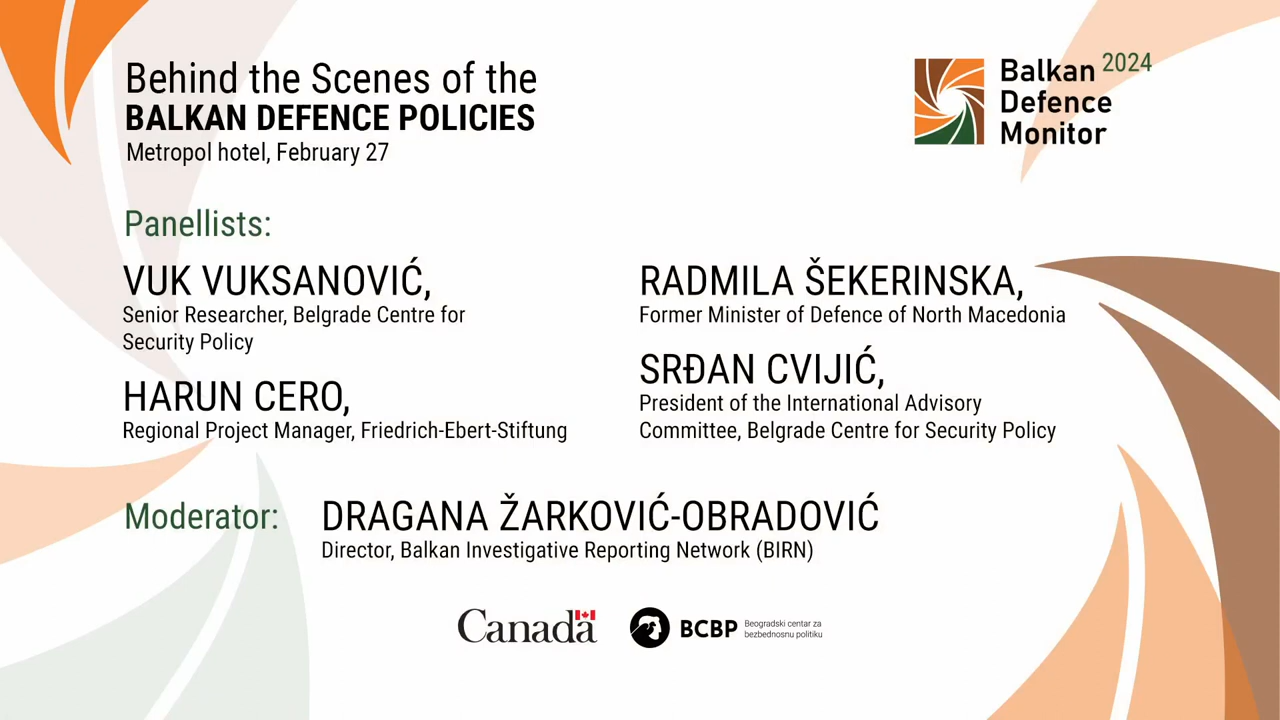 Behind the Scenes of the
BALKAN DEFENCE POLICIES
Metropol hotel, February 27
Balkan 2024
Defence
Monitor
Panellists:
VUK VUKSANOVIĆ,
Senior Researcher, Belgrade Centre for
Security Policy
HARUN CERO,
Regional Project Manager, Friedrich-Ebert-Stiftung
RADMILA ŠEKERINSKA,
Former Minister of Defence of North Macedonia
SRĐAN CVIJIĆ,
President of the International Advisory
Committee, Belgrade Centre for Security Policy
Moderator:
DRAGANA ŽARKOVIĆ-OBRADOVIĆ
Director, Balkan Investigative Reporting Network (BIRN)
Canada
BCBP
Beogradski centar za
bezbednosnu politiku